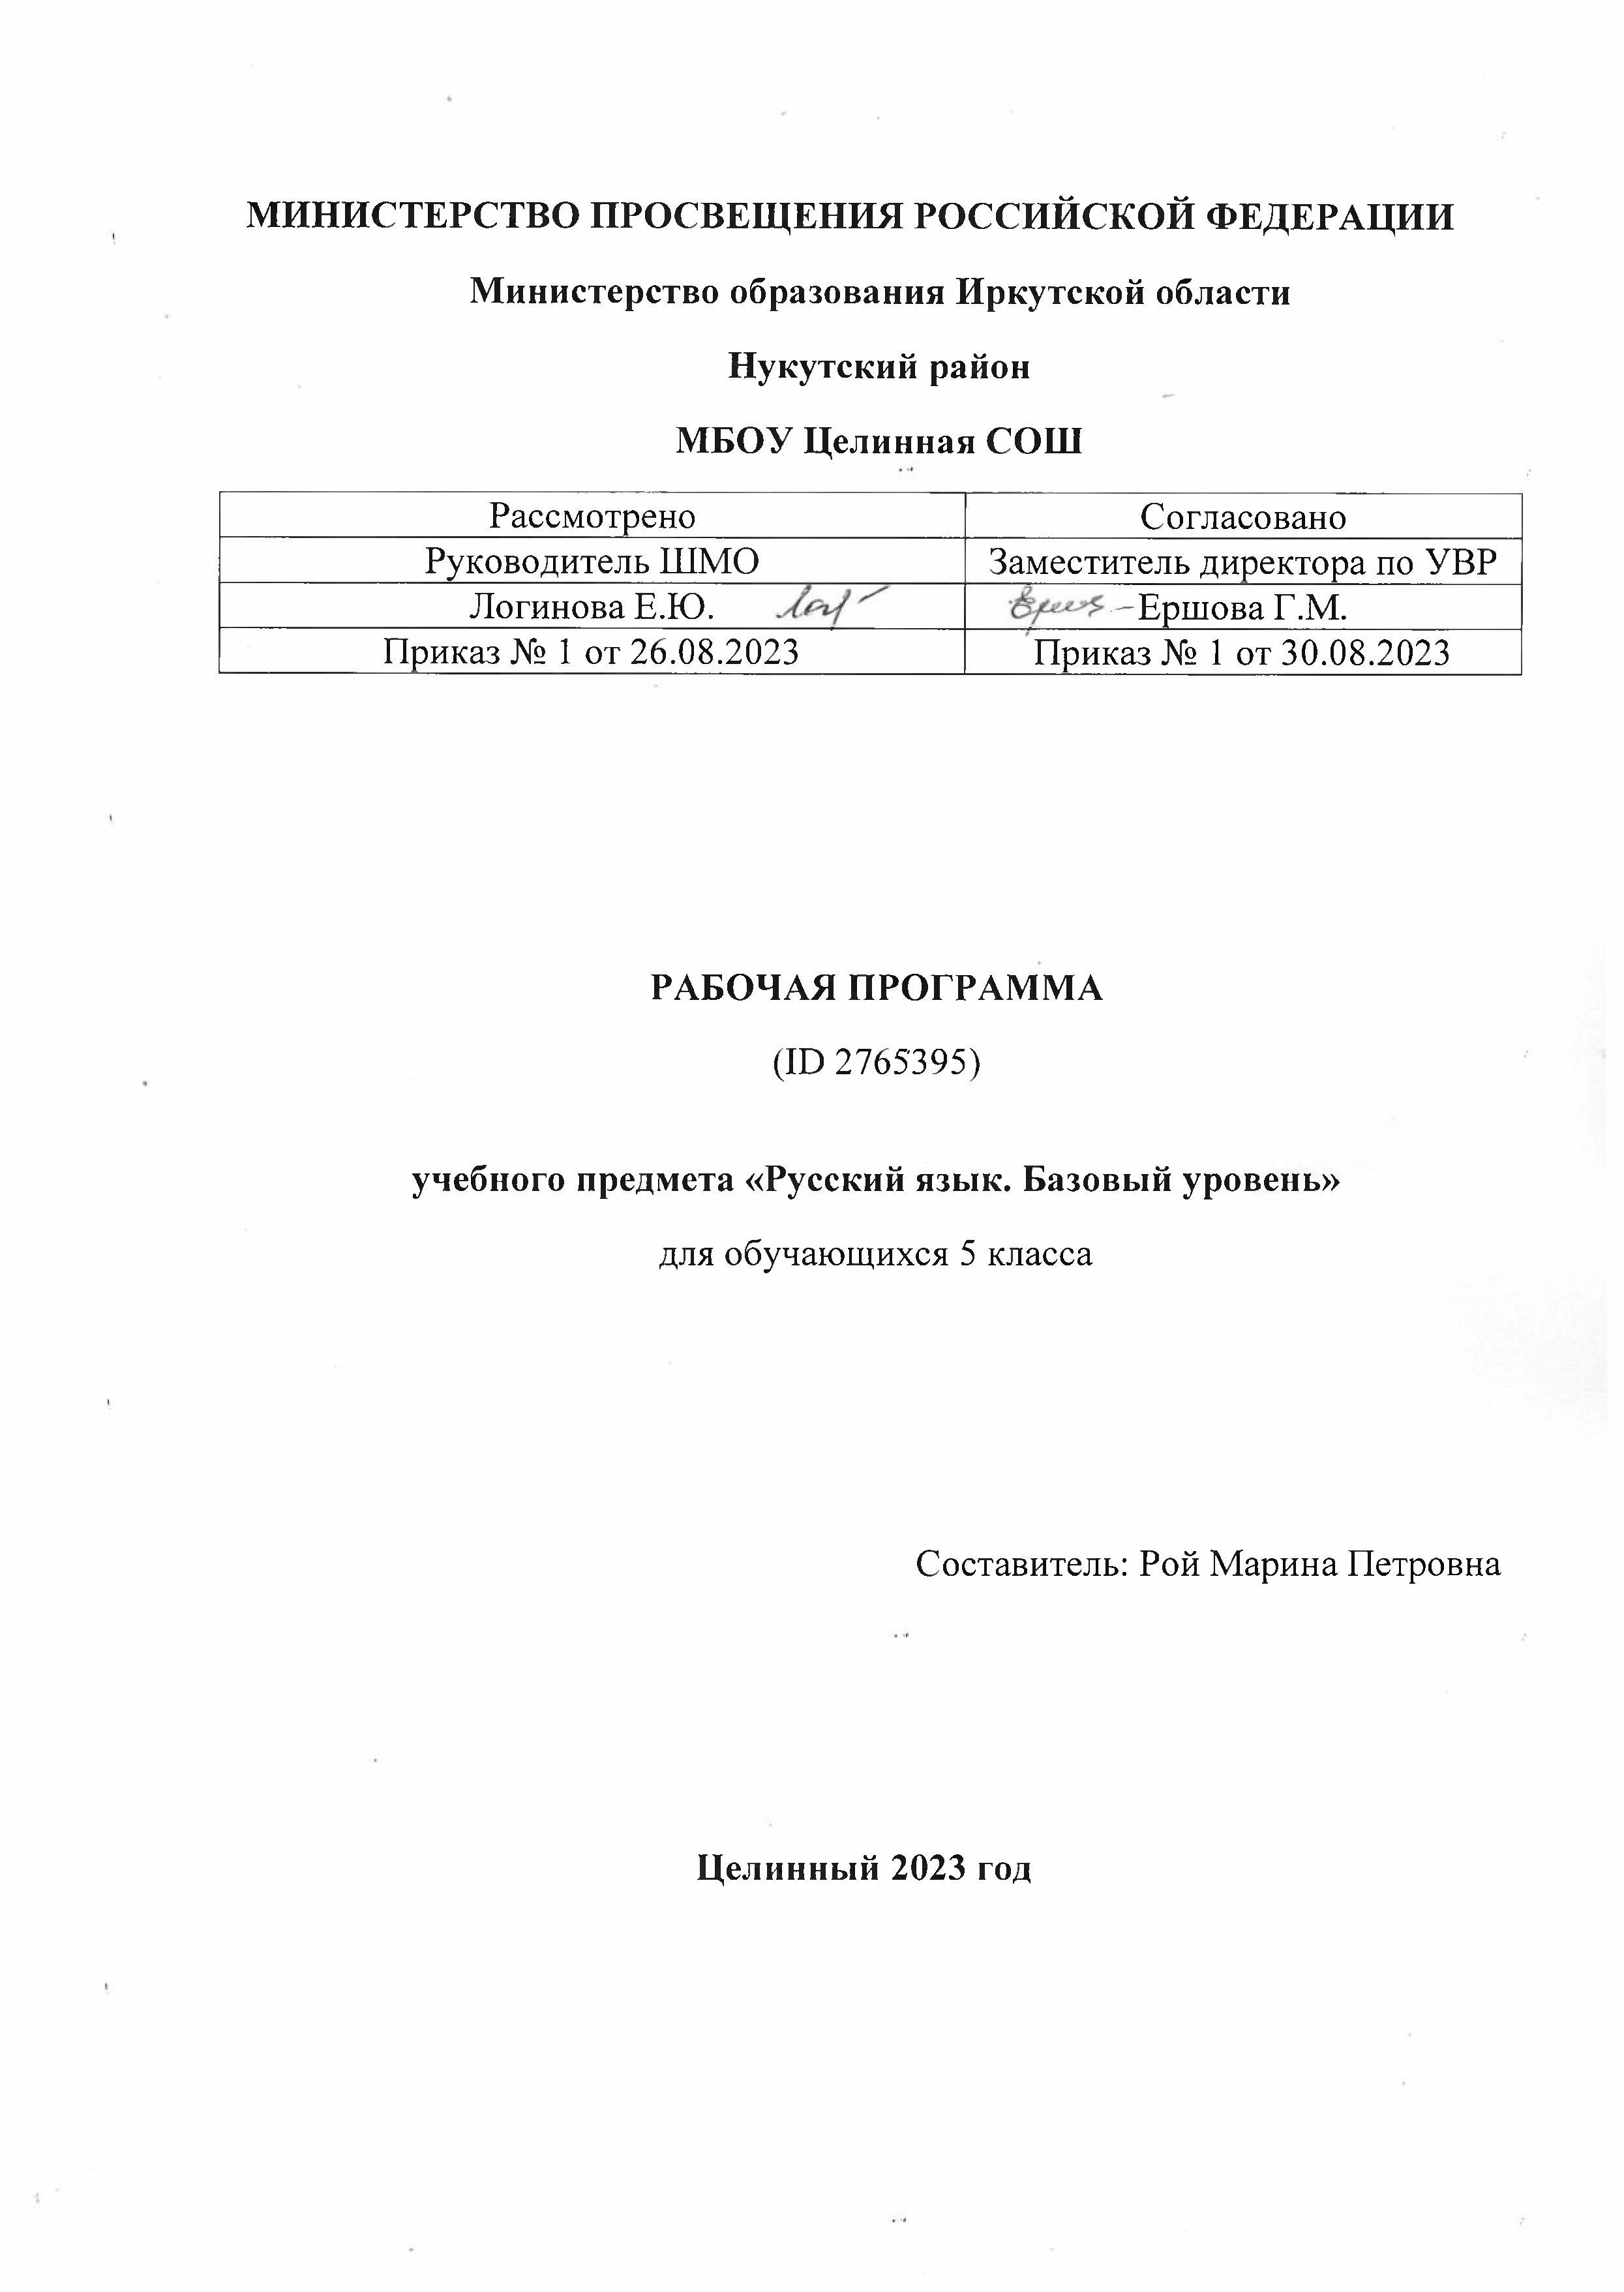 МИНИСТЕРСТВО ПРОСВЕЩЕНИЯ РОССИЙСКОЙ ФЕДЕРАЦИИ
Министерство образования Иркутской области
Нукутский район
МБОУ Целинная СОШ
Рассмотрено Согласовано
Руководитель ШМО Заместитель директора по УВР
Логинова Е.Ю. Ершова Г.М.
Приказ № 1 от 26.08.2023 Приказ № 1 от 30.08.2023
РАБОЧАЯ ПРОГРАММА
(ID 2765395)
учебного предмета «Русский язык. Базовый уровень»
для обучающихся 5 класса
Составитель: Рой Марина Петровна
Целинный 2023 год